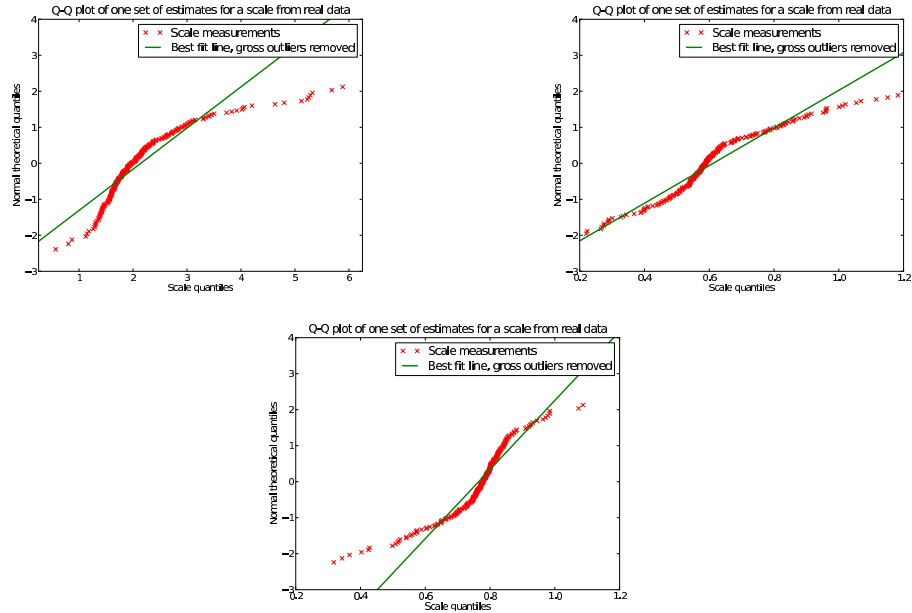 Q-Q plot of one set of estimates for a scale from real data
Scale measurements
Best fit line, gross outliers removed
4
3
2
1
0
−1
−2
−3
Normal theoretical quantiles
1
2
3
4
5
6
Scale quantiles
Q-Q plot of one set of estimates for a scale from real data
Scale measurements
Best fit line, gross outliers removed
4
3
2
1
0
−1
−2
−3
Normal theoretical quantiles
0.2
0.4
0.6
0.8
1.0
1.2
Scale quantiles
Q-Q plot of one set of estimates for a scale from real data
Scale measurements
Best fit line, gross outliers removed
4
3
2
1
0
−1
−2
−3
Normal theoretical quantiles
0.2
0.4
0.6
0.8
1.0
1.2
Scale quantiles